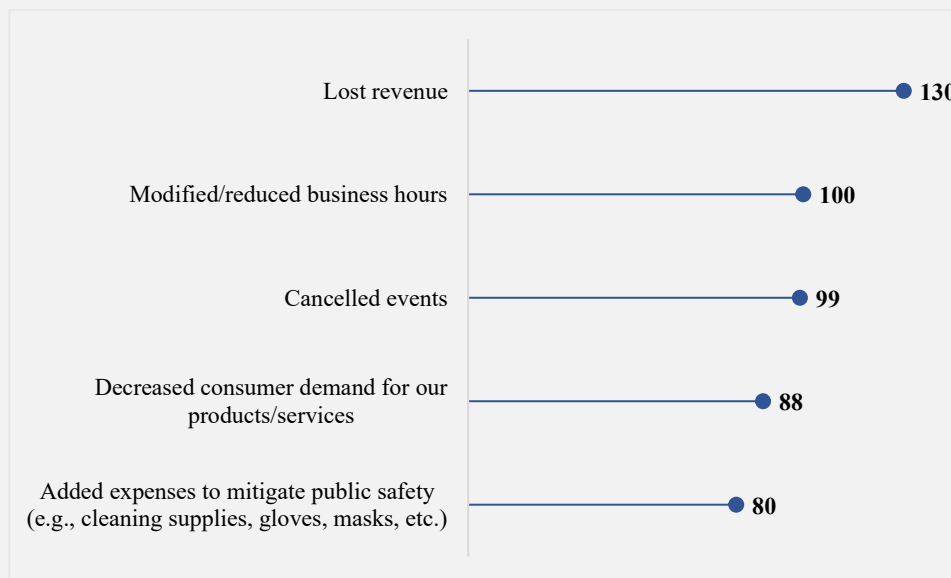 Lost revenue 130
Modified/reduced business hours 100
Cancelled events 99
Decreased consumer demand for our
products/services 88
Added expenses to mitigate public safety
(e.g., cleaning supplies, gloves, masks, etc.) 80